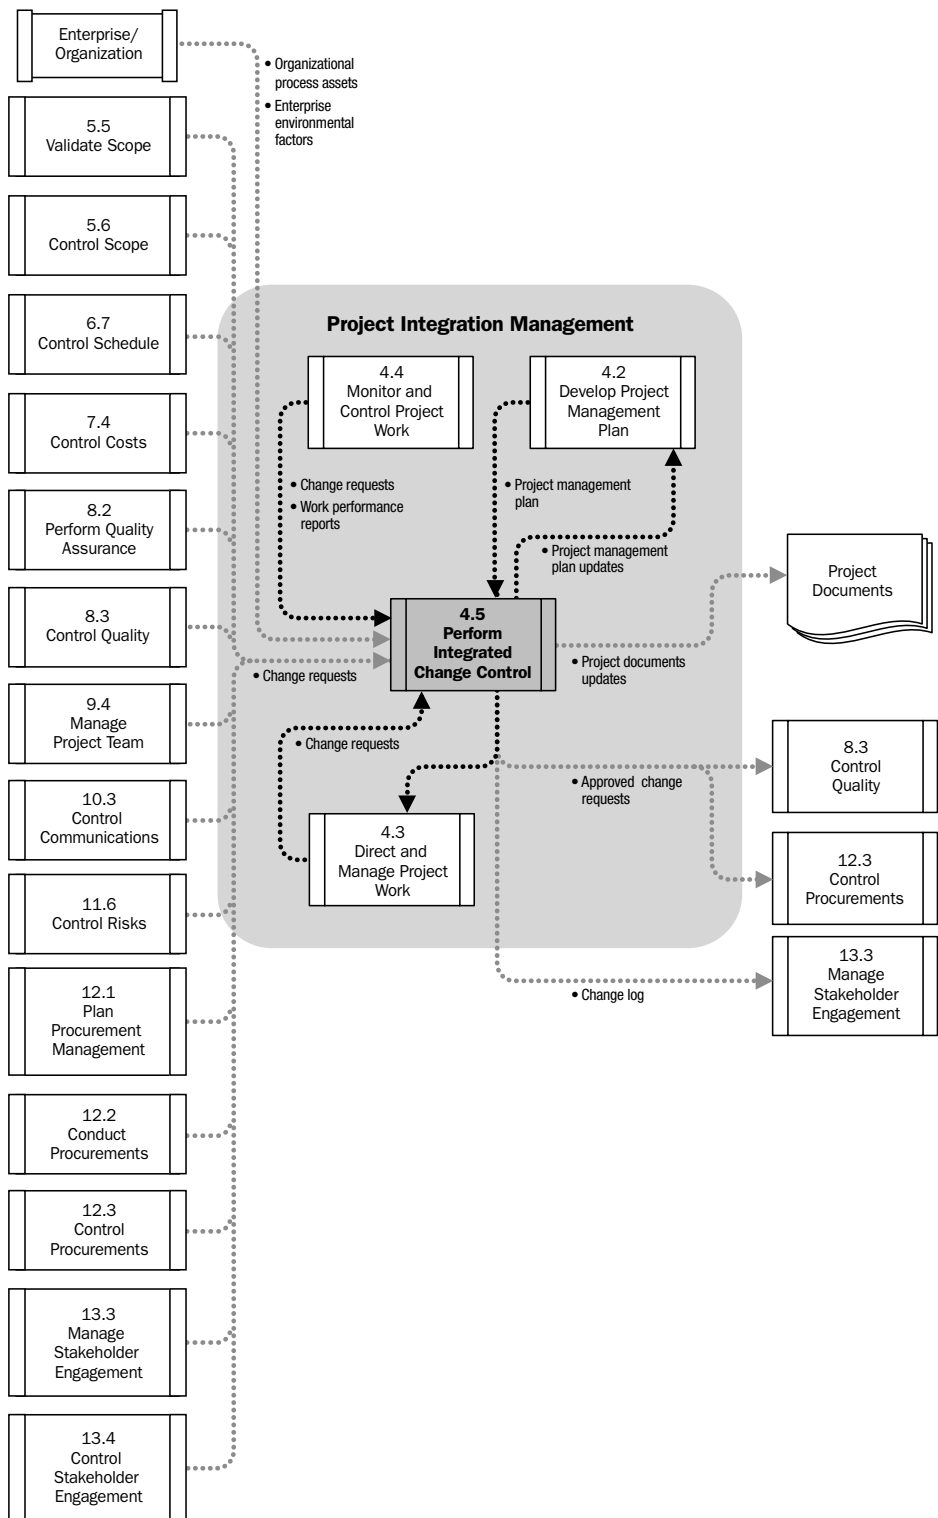 Enterprise/
Organization
• Organizational
process assets
• Enterprise
environmental
factors
5.5
Validate Scope
5.6
Control Scope
6.7
Control Schedule
7.4
Control Costs
8.2
Perform Quality
Assurance
8.3
Control Quality
9.4
Manage
Project Team
10.3
Control
Communications
11.6
Control Risks
12.1
Plan
Procurement
Management
12.2
Conduct
Procurements
12.3
Control
Procurements
13.3
Manage
Stakeholder
Engagement
13.4
Control
Stakeholder
Engagement
• Change requests
Project Integration Management
4.4
Monitor and
Control Project
Work
4.2
Develop Project
Management
Plan
• Change requests
• Work performance
reports
• Project management
plan
• Project management
plan updates
4.5
Perform
Integrated
Change Control
• Project documents
updates
• Change requests
• Approved change
requests
4.3
Direct and
Manage Project
Work
• Change log
Project
Documents
8.3
Control
Quality
12.3
Control
Procurements
13.3
Manage
Stakeholder
Engagement